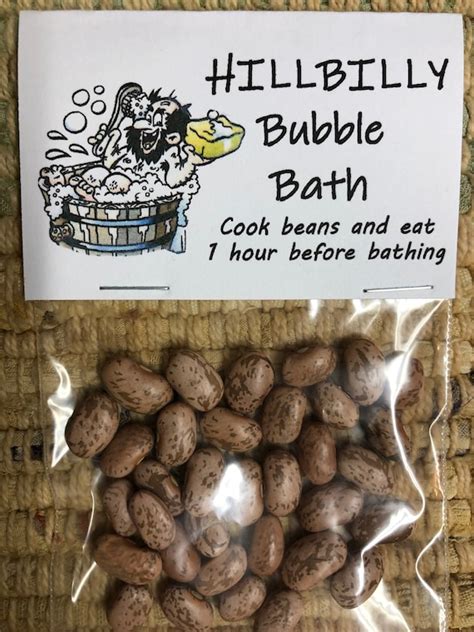 HILLBILLY
Bubble
Bath
Cook beans and eat
1 hour before bathing